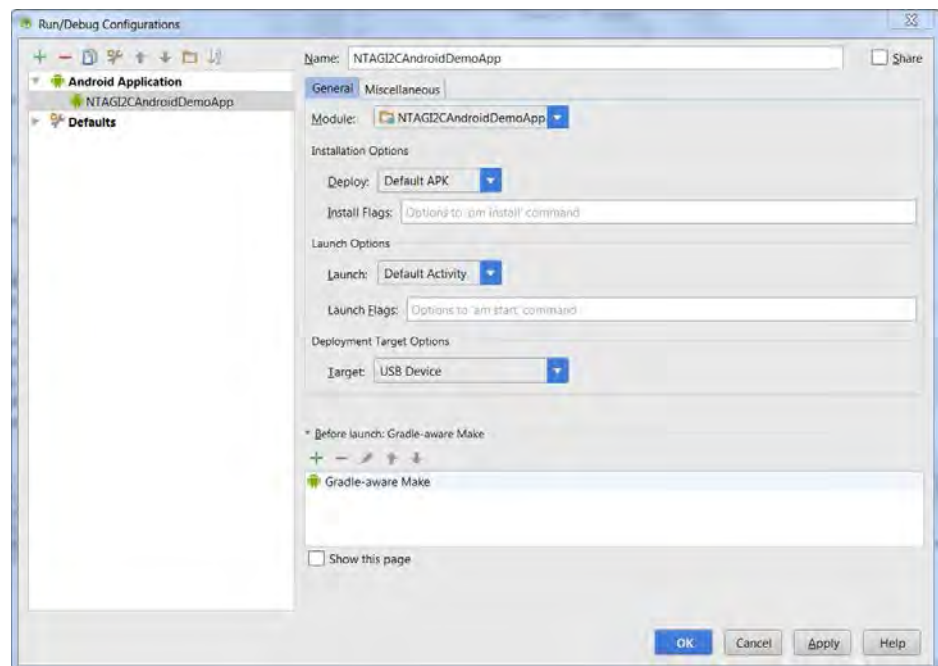 Run/Debug Configurations
Android Application
NTAGI2CAndroidDemoApp
Defaults
Name: NTAGI2CAndroidDemoApp
Share
General Miscellaneous
Module: NTAGI2CAndroidDemoApp
Installation Options
Deploy: Default APK
Install Flags: Options to 'pm install' command
Launch Options
Launch: Default Activity
Launch Flags: Options to 'am start' command
Deployment Target Options
Target: USB Device
* Before launch: Gradle-aware Make
Gradle-aware Make
Show this page
OK Cancel Apply Help